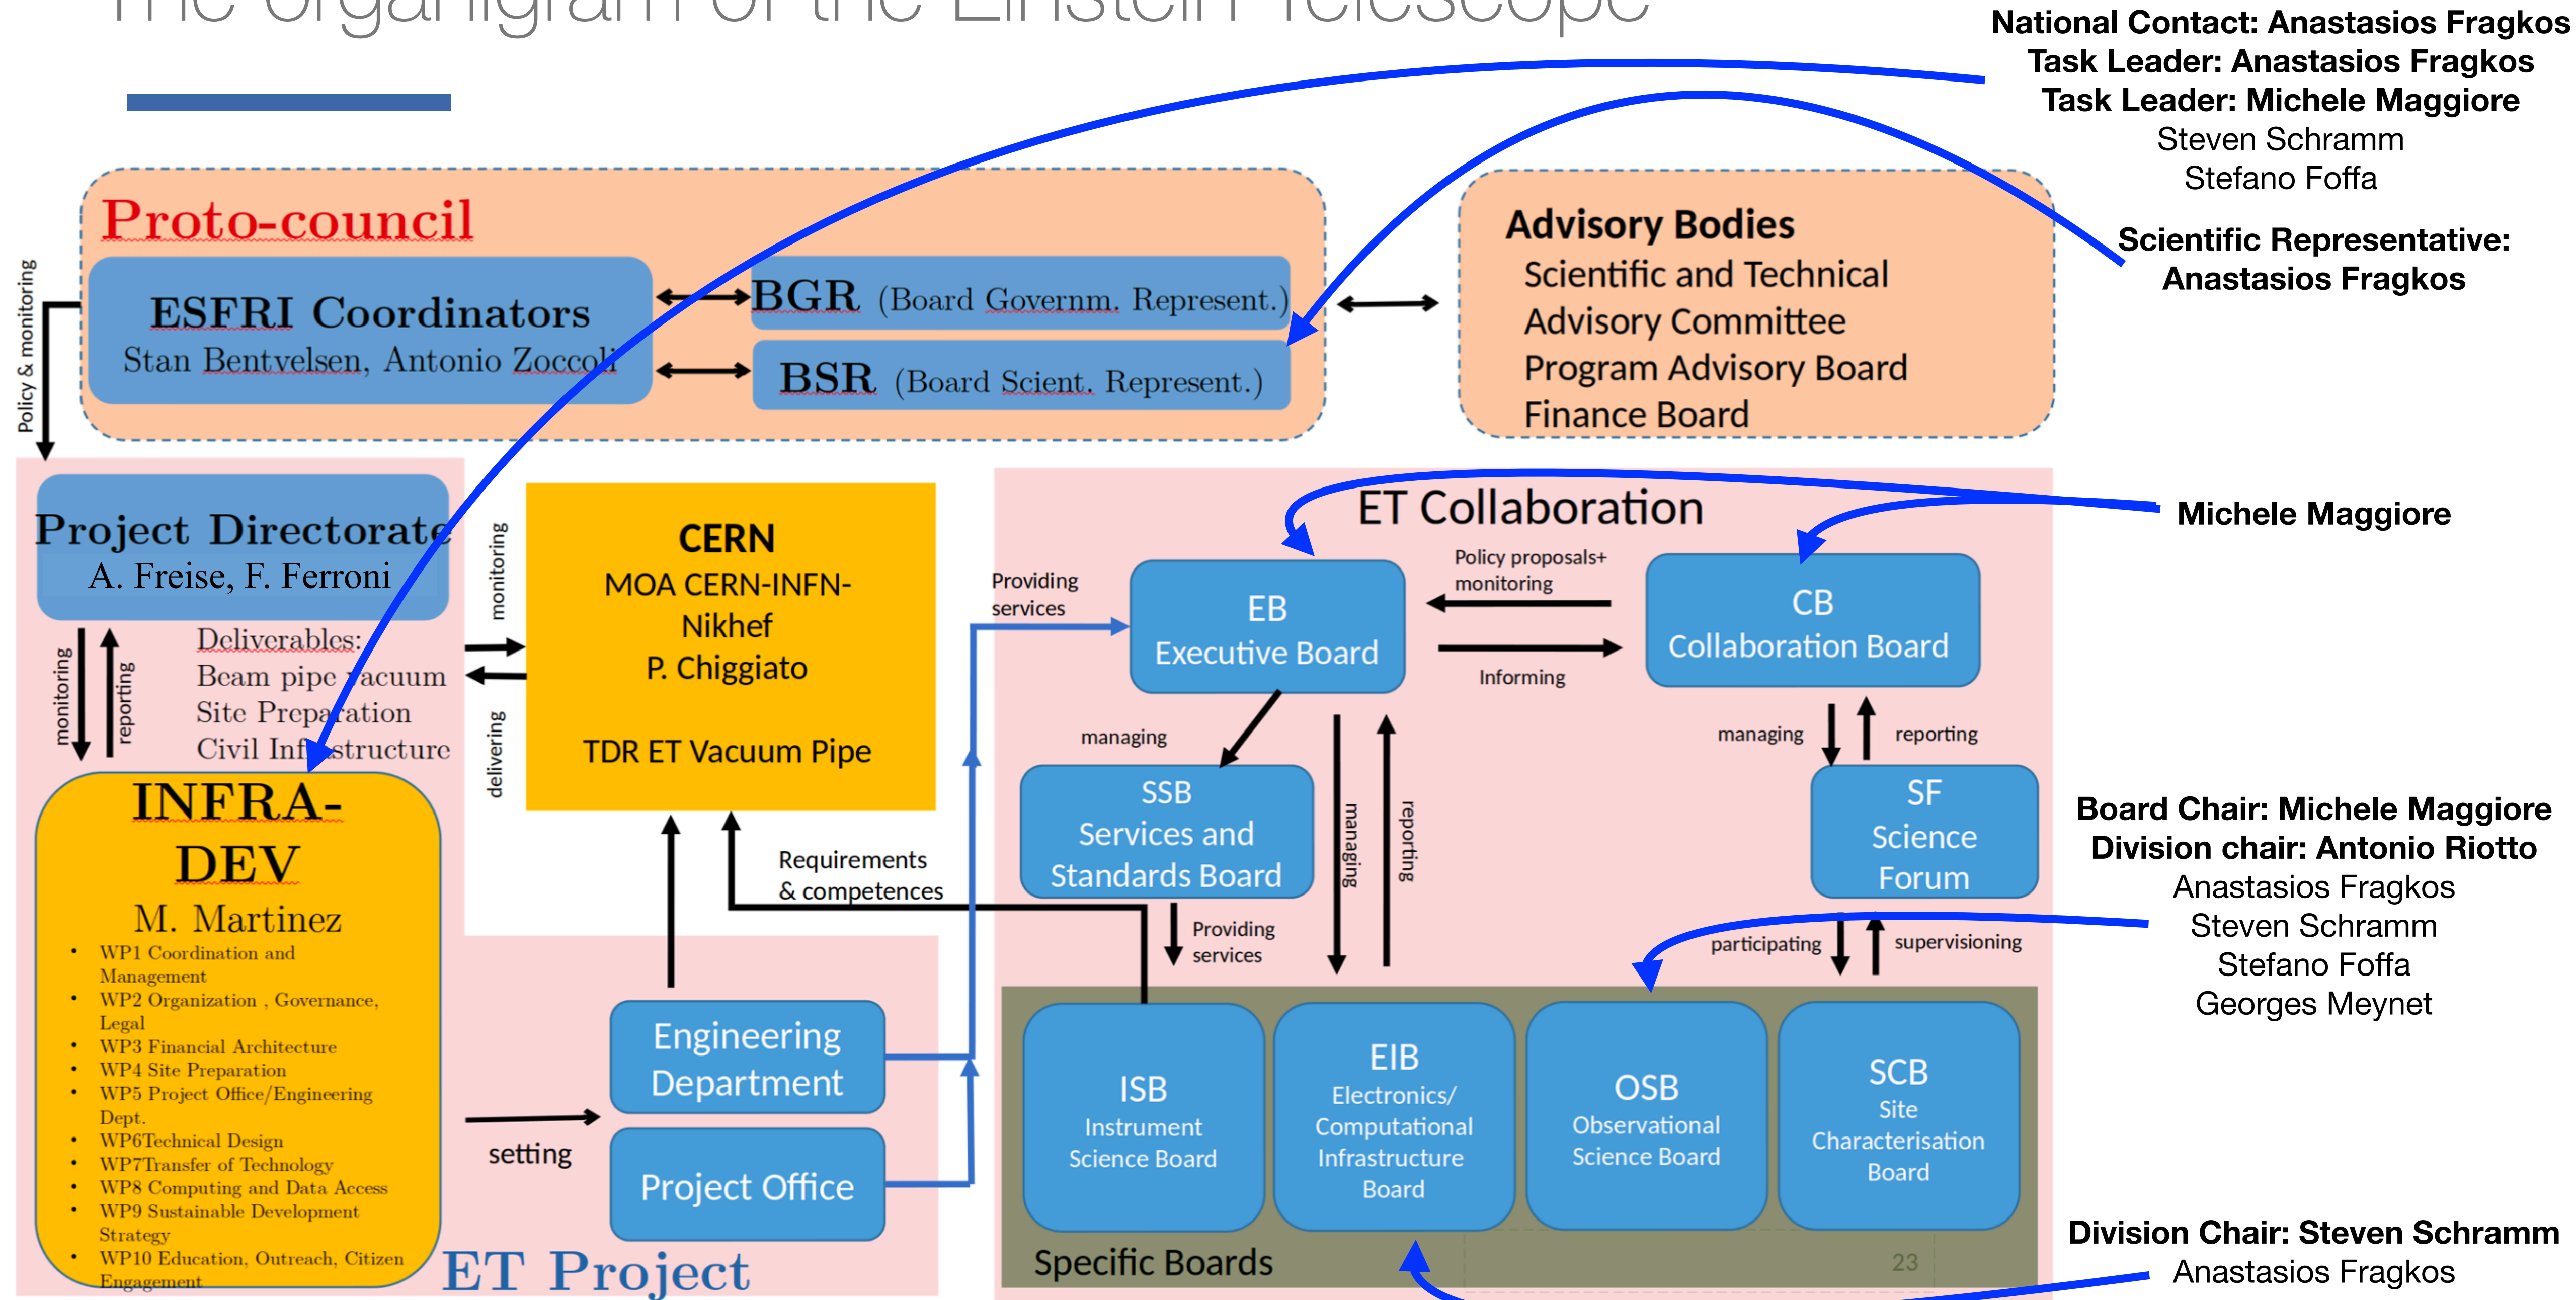 The organigram of the Einstein Telescope
National Contact: Anastasios Fragkos
Task Leader: Anastasios Fragkos
Task Leader: Michele Maggiore
Steven Schramm
Stefano Foffa
Scientific Representative:
Anastasios Fragkos
Proto-council
ESFRI Coordinators
Stan Bentvelsen, Antonio Zoccoli
BGR (Board Governm. Represent.)
BSR (Board Scient. Represent.)
Advisory Bodies
Scientific and Technical
Advisory Committee
Program Advisory Board
Finance Board
Policy & monitoring
Project Directorate
A. Freise, F. Ferroni
monitoring
reporting
Deliverables:
Beam pipe vacuum
Site Preparation
Civil Infrastructure
monitoring
delivering
CERN
MOA CERN-INFN-
Nikhef
P. Chiggiato
TDR ET Vacuum Pipe
Requirements
& competences
INFRA-
DEV
M. Martinez
• WP1 Coordination and
Management
• WP2 Organization , Governance,
Legal
• WP3 Financial Architecture
• WP4 Site Preparation
• WP5 Project Office/Engineering
Dept.
• WP6Technical Design
• WP7Transfer of Technology
• WP8 Computing and Data Access
• WP9 Sustainable Development
Strategy
• WP10 Education, Outreach, Citizen
Engagement
setting
Engineering
Department
Project Office
ET Project
ET Collaboration
Providing
services
EB
Executive Board
Policy proposals+
monitoring
Informing
CB
Collaboration Board
managing
SSB
Services and
Standards Board
Providing
services
managing
reporting
managing
reporting
SF
Science
Forum
participating
supervisioning
ISB
Instrument
Science Board
EIB
Electronics/
Computational
Infrastructure
Board
OSB
Observational
Science Board
SCB
Site
Characterisation
Board
Specific Boards
23
Michele Maggiore
Board Chair: Michele Maggiore
Division chair: Antonio Riotto
Anastasios Fragkos
Steven Schramm
Stefano Foffa
Georges Meynet
Division Chair: Steven Schramm
Anastasios Fragkos